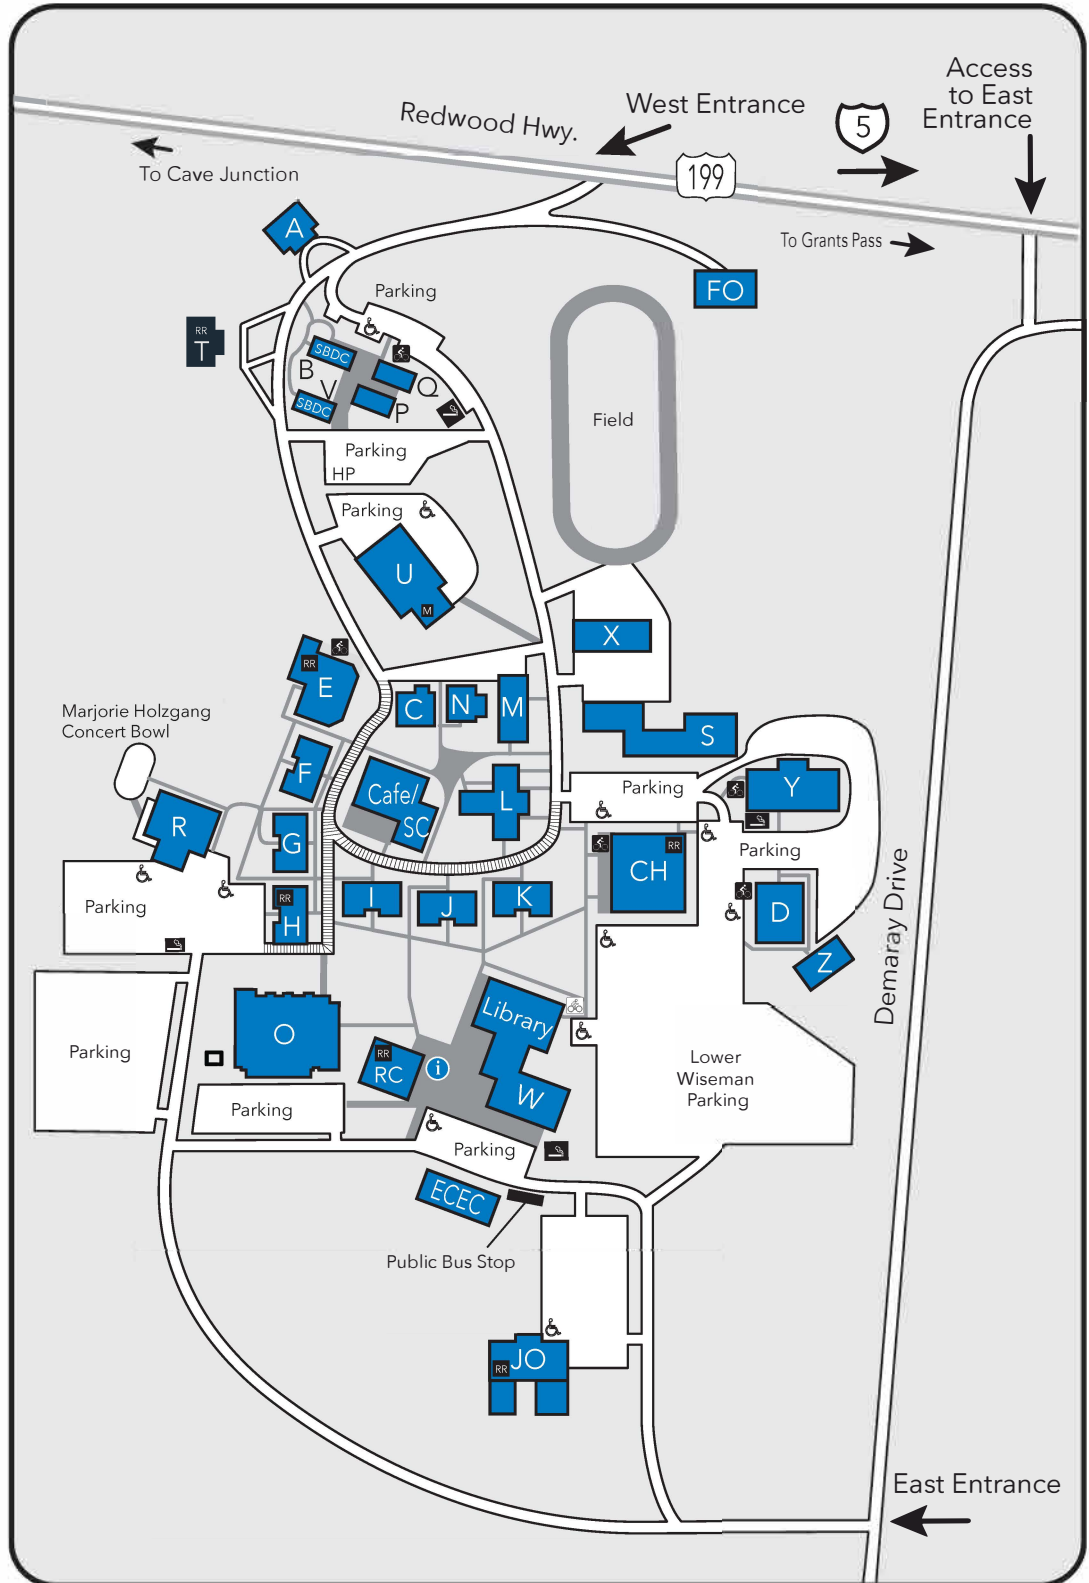 Access
to East
Entrance
West Entrance
5
Redwood Hwy.
199
To Cave Junction
To Grants Pass
A
FO
Parking
RR
T
SBDC
B
V
Q
SBDC
P
Field
Parking
HP
Parking
U
M
X
RR
E
C
N
M
Marjorie Holzgang
Concert Bowl
S
F
Cafe/
SC
L
Parking
Y
R
G
RR
CH
Parking
Demaray Drive
I
J
K
D
Parking
RR
H
Z
Library
O
Parking
RR
RC
i
W
Lower
Wiseman
Parking
Parking
Parking
ECEC
Public Bus Stop
JO
RR
East Entrance